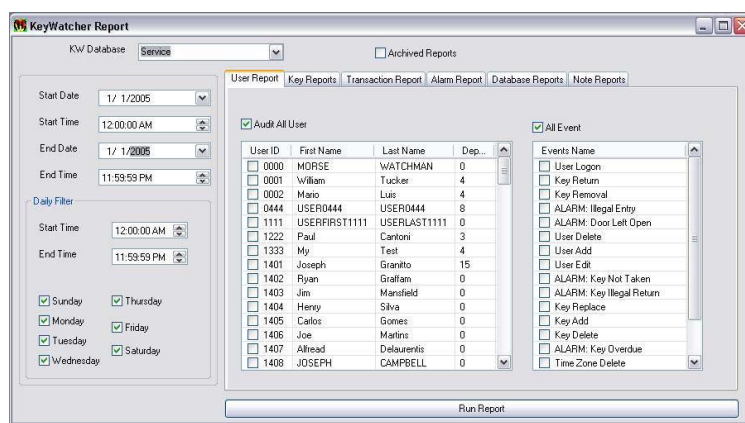 KeyWatcher Report
KW Database Service
Archived Reports
User Report Key Reports Transaction Report Alarm Report Database Reports Note Reports
Start Date 1/ 1/2005
Start Time 12:00:00 AM
End Date 1/ 1/2005
End Time 11:59:59 PM
Daily Filter
Start Time 12:00:00 AM
End Time 11:59:59 PM
Sunday Thursday
Monday Friday
Tuesday Saturday
Wednesday
Audit All User
User ID First Name Last Name Dep...
0000 MORSE WATCHMAN 0
0001 William Tucker 4
0002 Mario Luis 4
0444 USER0444 USER0444 8
1111 USERFIRST1111 USERLAST1111 0
1222 Paul Cantoni 3
1333 My Test 4
1401 Joseph Granitto 15
1402 Ryan Graffam 0
1403 Jim Mansfield 0
1404 Henry Silva 0
1405 Carlos Gomes 0
1406 Joe Martins 0
1407 Alfread Delaurentis 0
1408 JOSEPH CAMPBELL 0
All Event
Events Name
User Logon
Key Return
Key Removal
ALARM: Illegal Entry
ALARM: Door Left Open
User Delete
User Add
User Edit
ALARM: Key Not Taken
ALARM: Key Illegal Return
Key Replace
Key Add
Key Delete
ALARM: Key Overdue
Time Zone Delete
Run Report